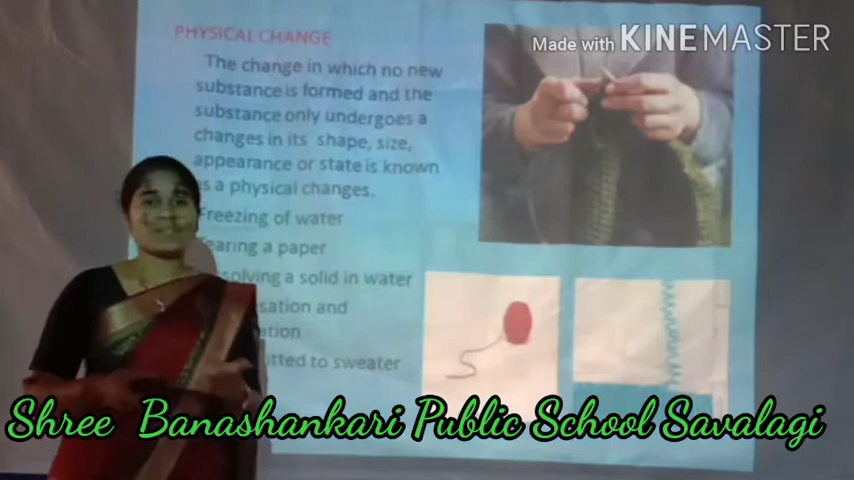 Made with KINEMASTER
PHYSICAL CHANGE
The change in which no new
substance is formed and the
substance only undergoes a
changes in its shape, size,
appearance or state is known
as a physical changes.
Freezing of water
Tearing a paper
solving a solid in water
sation and
tion
tted to sweater
Shree Banashankari Public School Savalagi